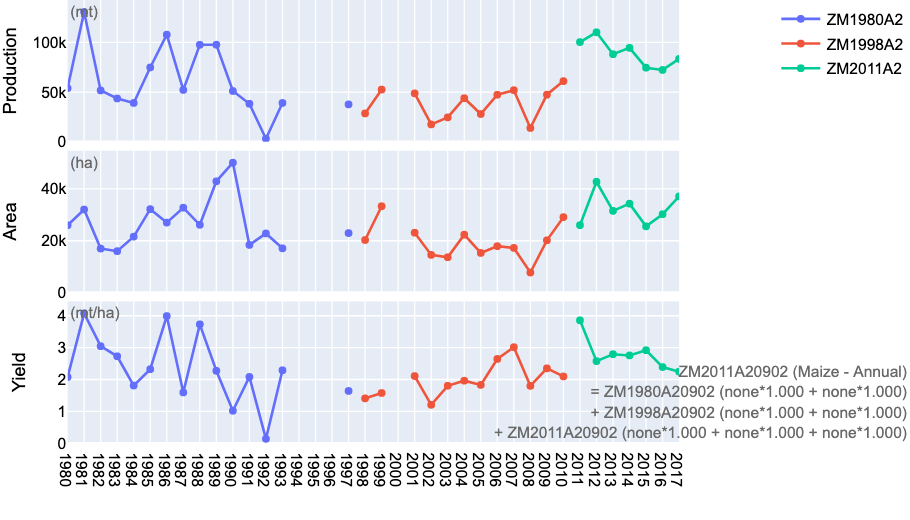 (mt)
ZM1980A2
ZM1998A2
ZM2011A2
Production
100k
50k
0
(ha)
Area
40k
20k
0
(mt/ha)
Yield
4
3
2
1
0
ZM2011A20902 (Maize - Annual)
= ZM1980A20902 (none*1.000 + none*1.000)
+ ZM1998A20902 (none*1.000 + none*1.000)
+ ZM2011A20902 (none*1.000 + none*1.000)
1980 1981 1982 1983 1984 1985 1986 1987 1988 1989 1990 1991 1992 1993 1994 1995 1996 1997 1998 1999 2000 2001 2002 2003 2004 2005 2006 2007 2008 2009 2010 2011 2012 2013 2014 2015 2016 2017